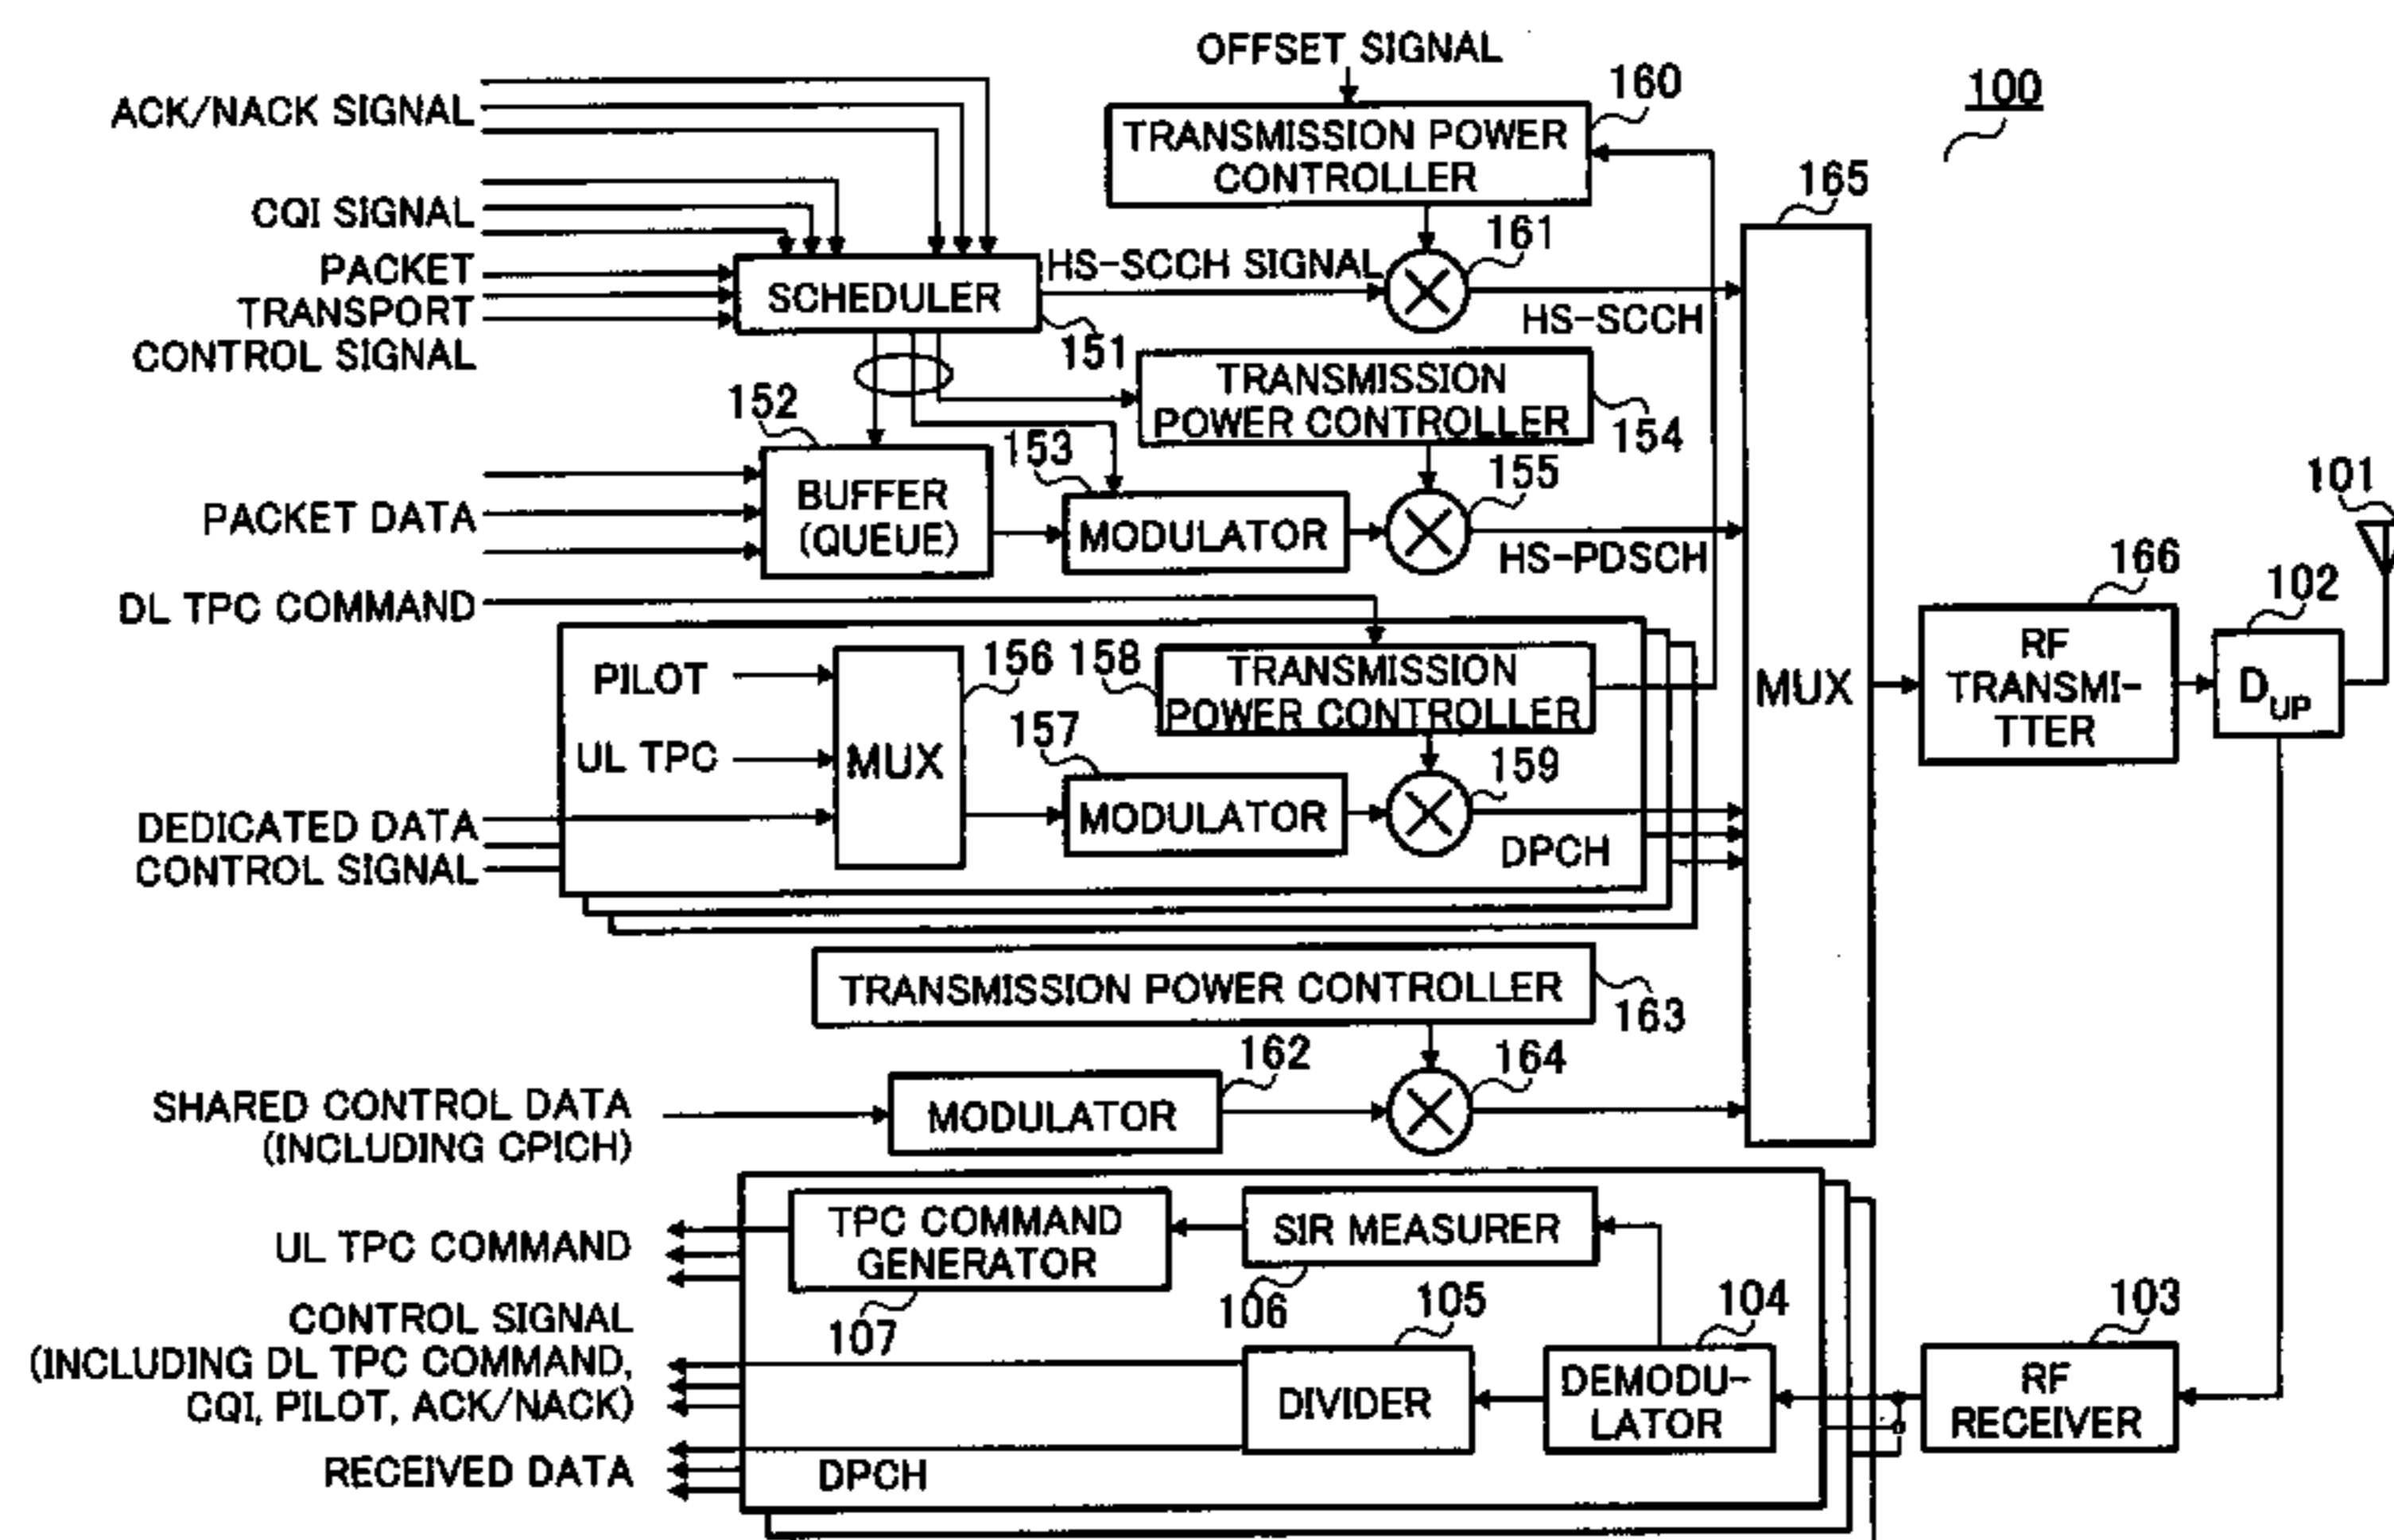 OFFSET SIGNAL
100
ACK/NACK SIGNAL
160
TRANSMISSION POWER
CONTROLLER
165
CQI SIGNAL
161
PACKET
TRANSPORT
CONTROL SIGNAL
SCHEDULER
151
HS-SCCH SIGNAL
HS-SCCH
TRANSMISSION
POWER CONTROLLER
154
152
153
155
101
PACKET DATA
BUFFER
(QUEUE)
MODULATOR
HS-PDSCH
166
102
DL TPC COMMAND
PILOT
156
158
TRANSMISSION
POWER CONTROLLER
MUX
RF
TRANSMI-
TTER
DUP
UL TPC
MUX
157
159
DEDICATED DATA
CONTROL SIGNAL
MODULATOR
DPCH
TRANSMISSION POWER CONTROLLER
163
162
164
SHARED CONTROL DATA
(INCLUDING CPICH)
MODULATOR
UL TPC COMMAND
TPC COMMAND
GENERATOR
SIR MEASURER
107
106
105
104
103
CONTROL SIGNAL
(INCLUDING DL TPC COMMAND,
CQI, PILOT, ACK/NACK)
DIVIDER
DEMODU-
LATOR
RF
RECEIVER
RECEIVED DATA
DPCH